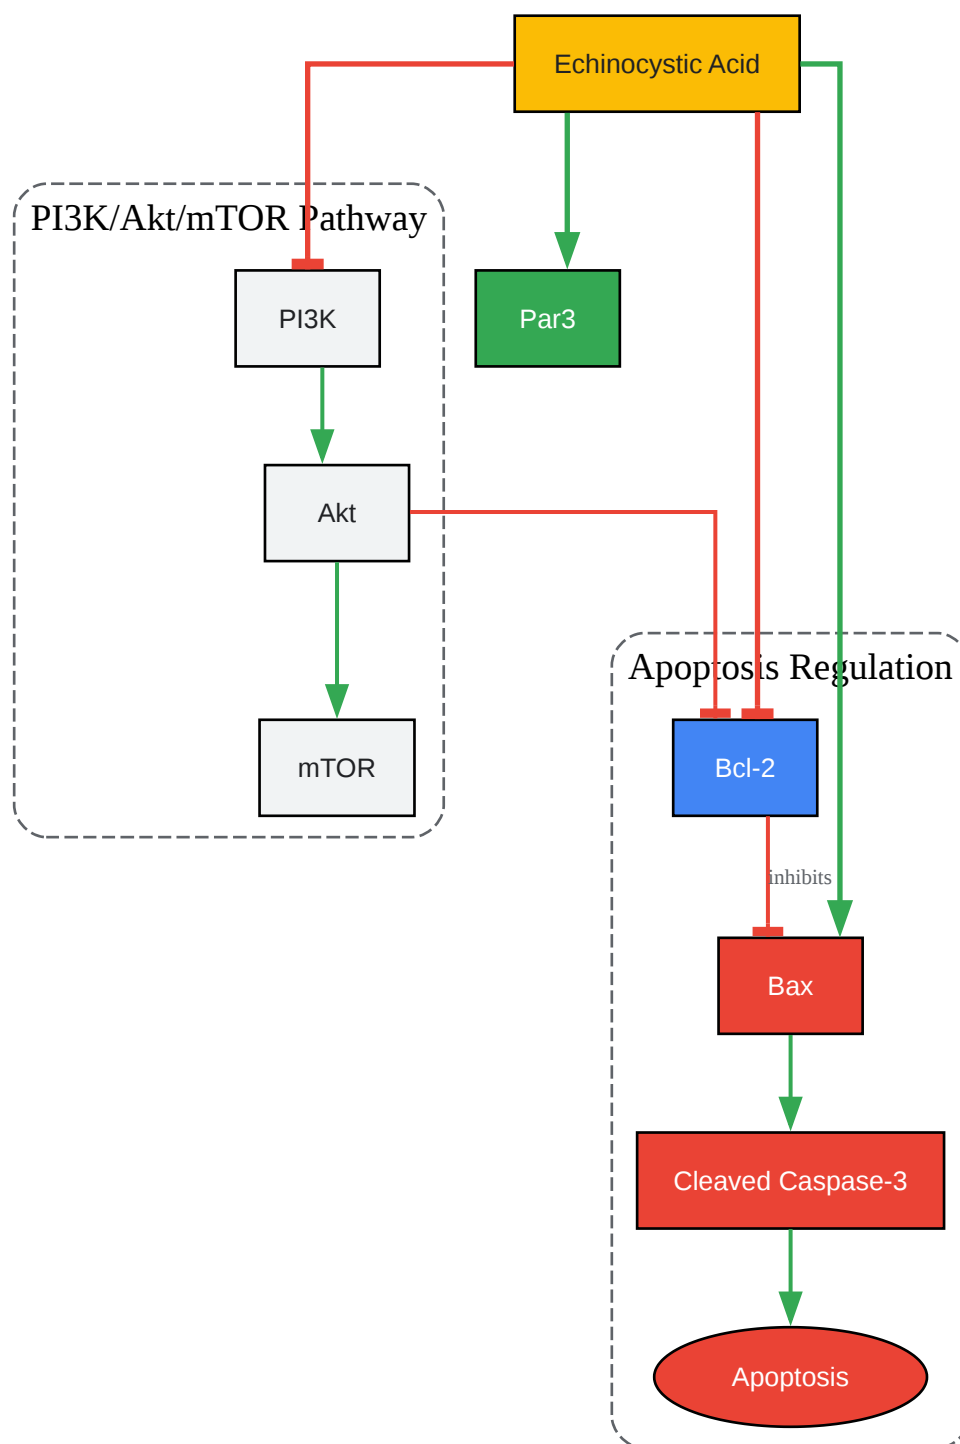 Echinocystic Acid
PI3K/Akt/mTOR Pathway
PI3K
Par3
Akt
Apoptosis Regulation
mTOR
Bcl-2
inhibits
Bax
Cleaved Caspase-3
Apoptosis